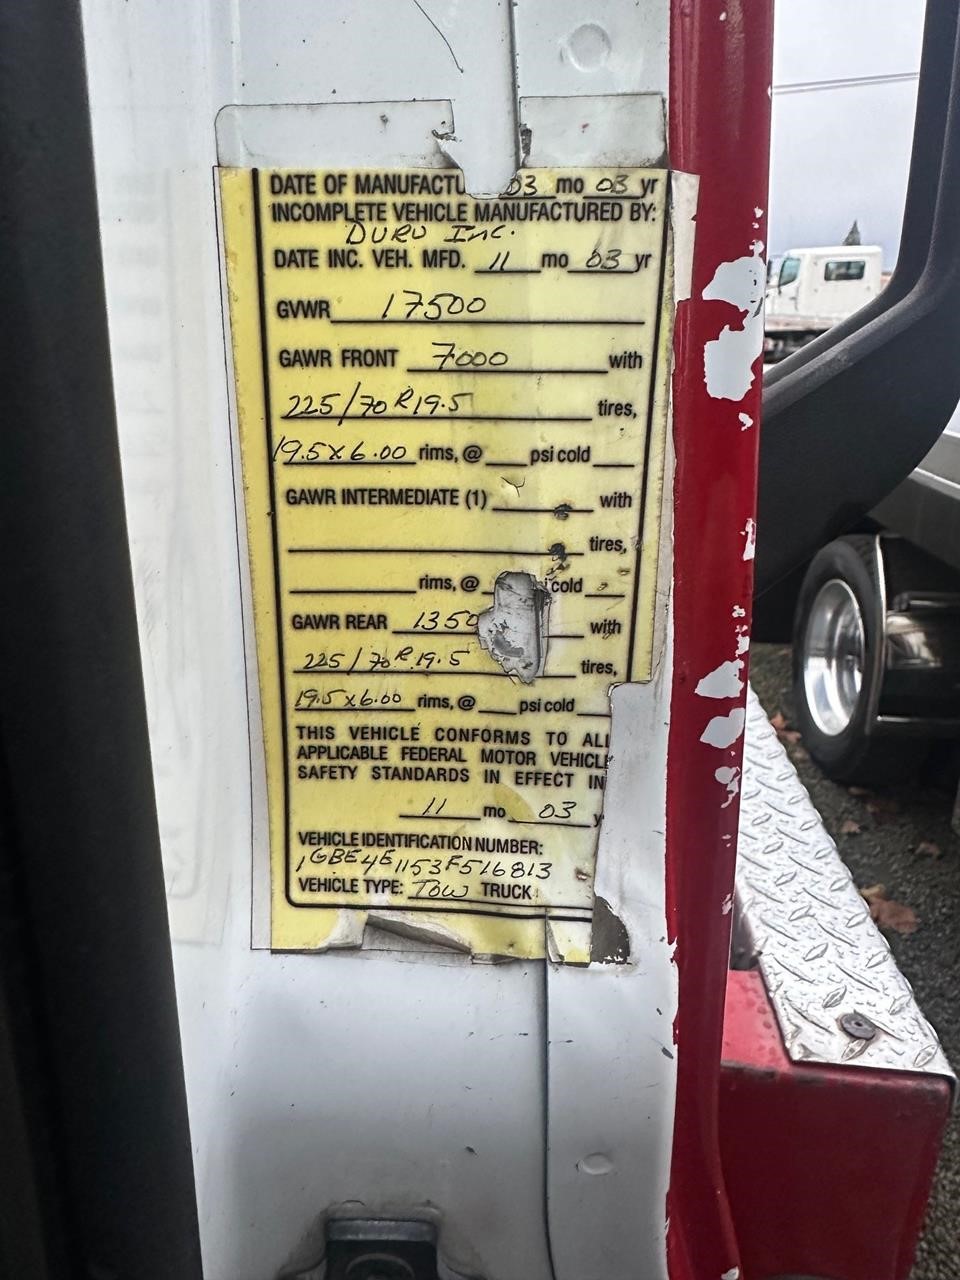 DATE OF MANUFACTU 03 mo 03 yr
INCOMPLETE VEHICLE MANUFACTURED BY:
DURU INC.
DATE INC. VEH. MFD. 11 mo 03 yr
GVWR 17500
GAWR FRONT 7000 with
225/70R19.5 tires,
19.5x6.00 rims, @ psi cold
GAWR INTERMEDIATE (1) with
tires,
rims, @ si cold
GAWR REAR 1350 with
225/70R19.5 tires,
19.5x6.00 rims, @ psi cold
THIS VEHICLE CONFORMS TO ALL
APPLICABLE FEDERAL MOTOR VEHICLE
SAFETY STANDARDS IN EFFECT IN
11 mo 03 y
VEHICLE IDENTIFICATION NUMBER:
1GBE4E1153F516813
VEHICLE TYPE: TOW TRUCK